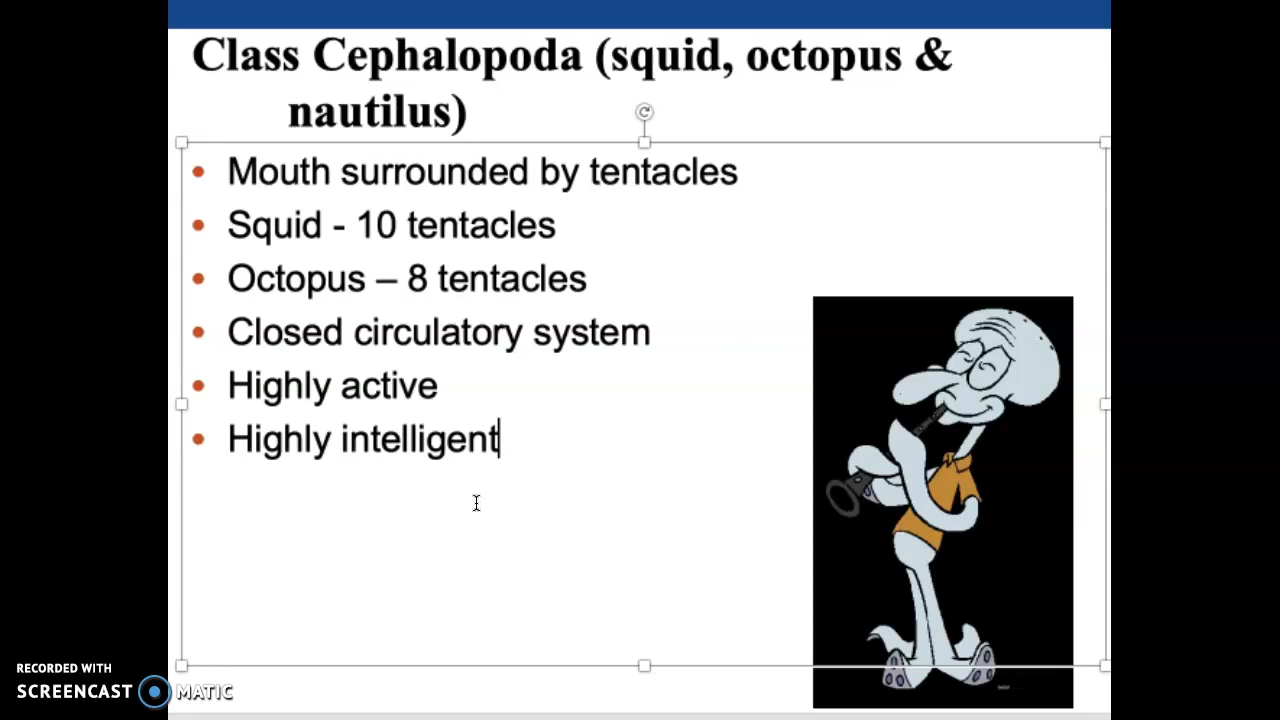 Class Cephalopoda (squid, octopus &
nautilus)
• Mouth surrounded by tentacles
• Squid - 10 tentacles
• Octopus – 8 tentacles
• Closed circulatory system
• Highly active
• Highly intelligent
RECORDED WITH
SCREENCAST MATIC